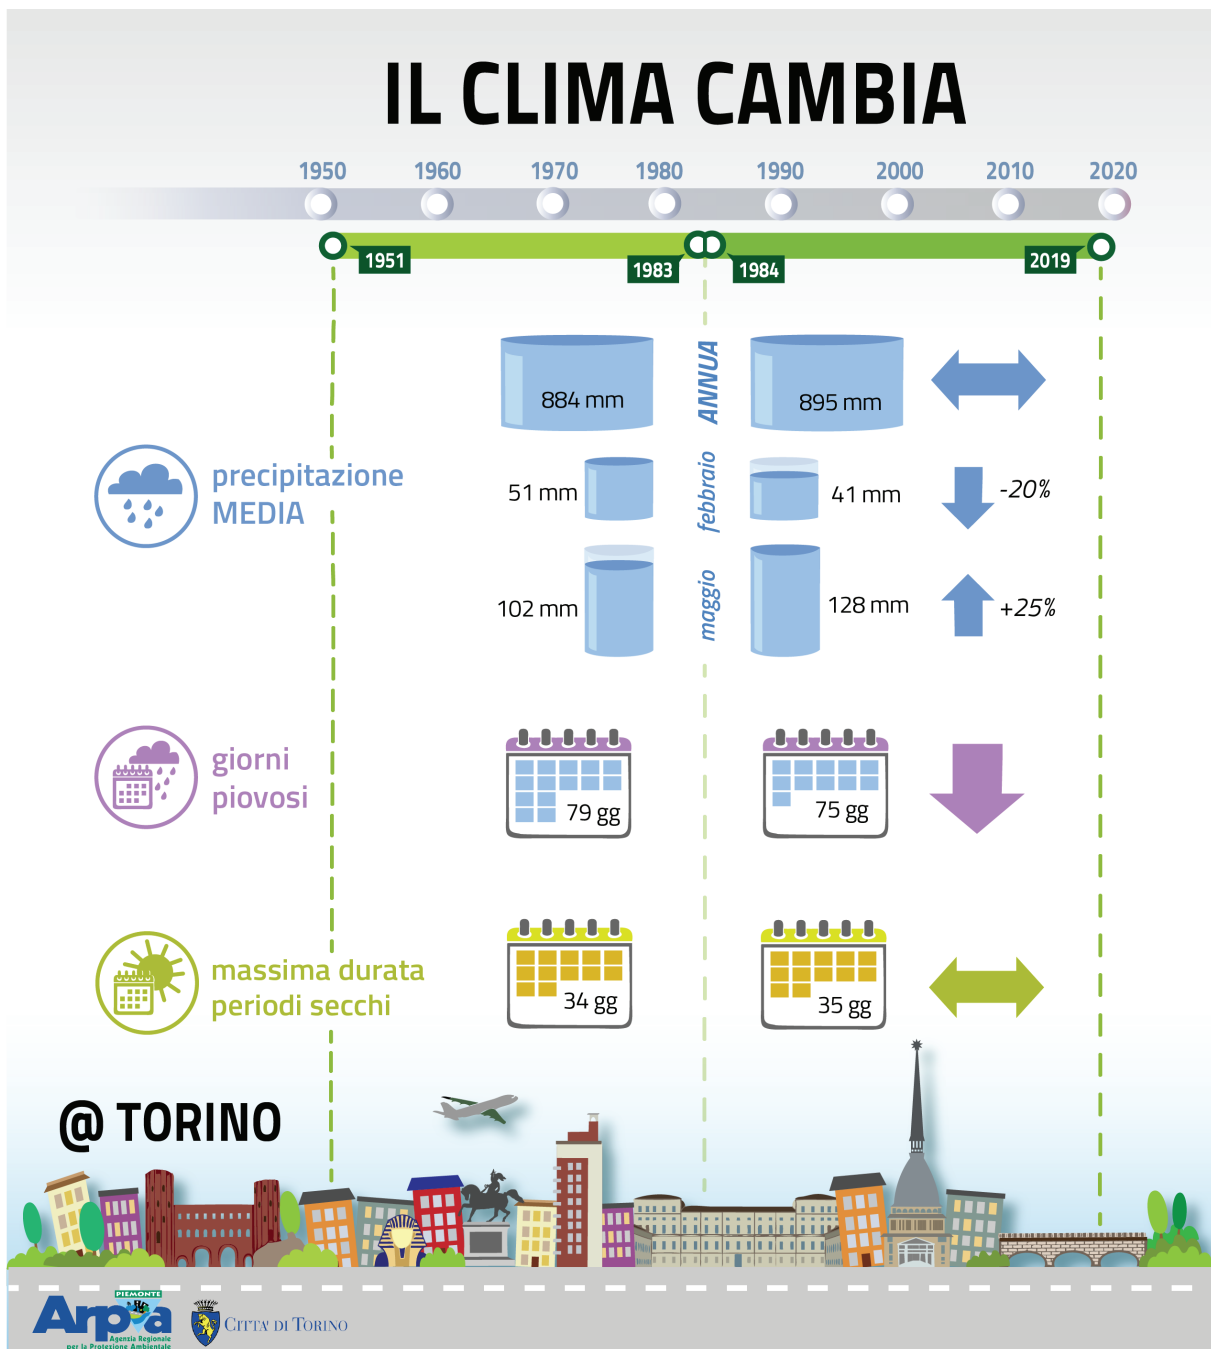 IL CLIMA CAMBIA
1950 1960 1970 1980 1990 2000 2010 2020
1951 1983 1984 2019
884 mm ANNUA 895 mm
precipitazione
MEDIA
51 mm febbraio 41 mm -20%
102 mm maggio 128 mm +25%
giorni
piovosi
79 gg 75 gg
massima durata
periodi secchi
34 gg 35 gg
@ TORINO
PIEMONTE
Arpa
Agenzia Regionale
per la Protezione Ambientale
CITTA' DI TORINO